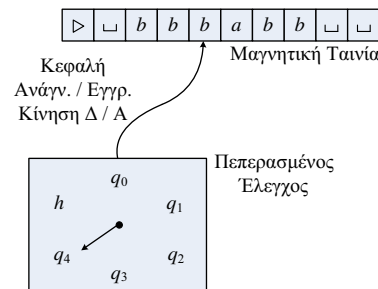 ▷ ⊔ b b b a b b ⊔ ⊔
Μαγνητική Ταινία
Κεφαλή
Ανάγν. / Εγγρ.
Κίνηση Δ / Α
Πεπερασμένος
Έλεγχος
q0
h q1
q4 q2
q3